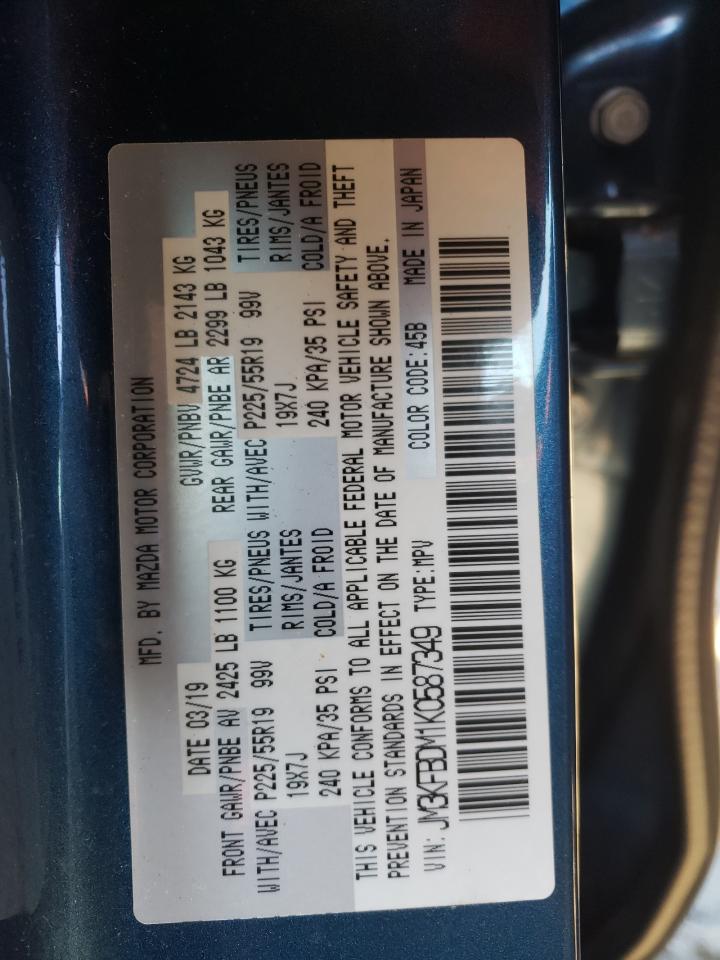 MFD. BY MAZDA MOTOR CORPORATION
DATE 03/19 GVWR/PNBV 4724 LB 2143 KG
FRONT GAWR/PNBE AV 2425 LB 1100 KG REAR GAWR/PNBE AR 2299 LB 1043 KG
WITH/AVEC P225/55R19 99V TIRES/PNEUS WITH/AVEC P225/55R19 99V TIRES/PNEUS
19X7J RIMS/JANTES 19X7J RIMS/JANTES
240 KPA/35 PSI COLD/A FROID 240 KPA/35 PSI COLD/A FROID
THIS VEHICLE CONFORMS TO ALL APPLICABLE FEDERAL MOTOR VEHICLE SAFETY AND THEFT
PREVENTION STANDARDS IN EFFECT ON THE DATE OF MANUFACTURE SHOWN ABOVE.
VIN: JM3KFBDM1K0587349 TYPE:MPV COLOR CODE:45B MADE IN JAPAN